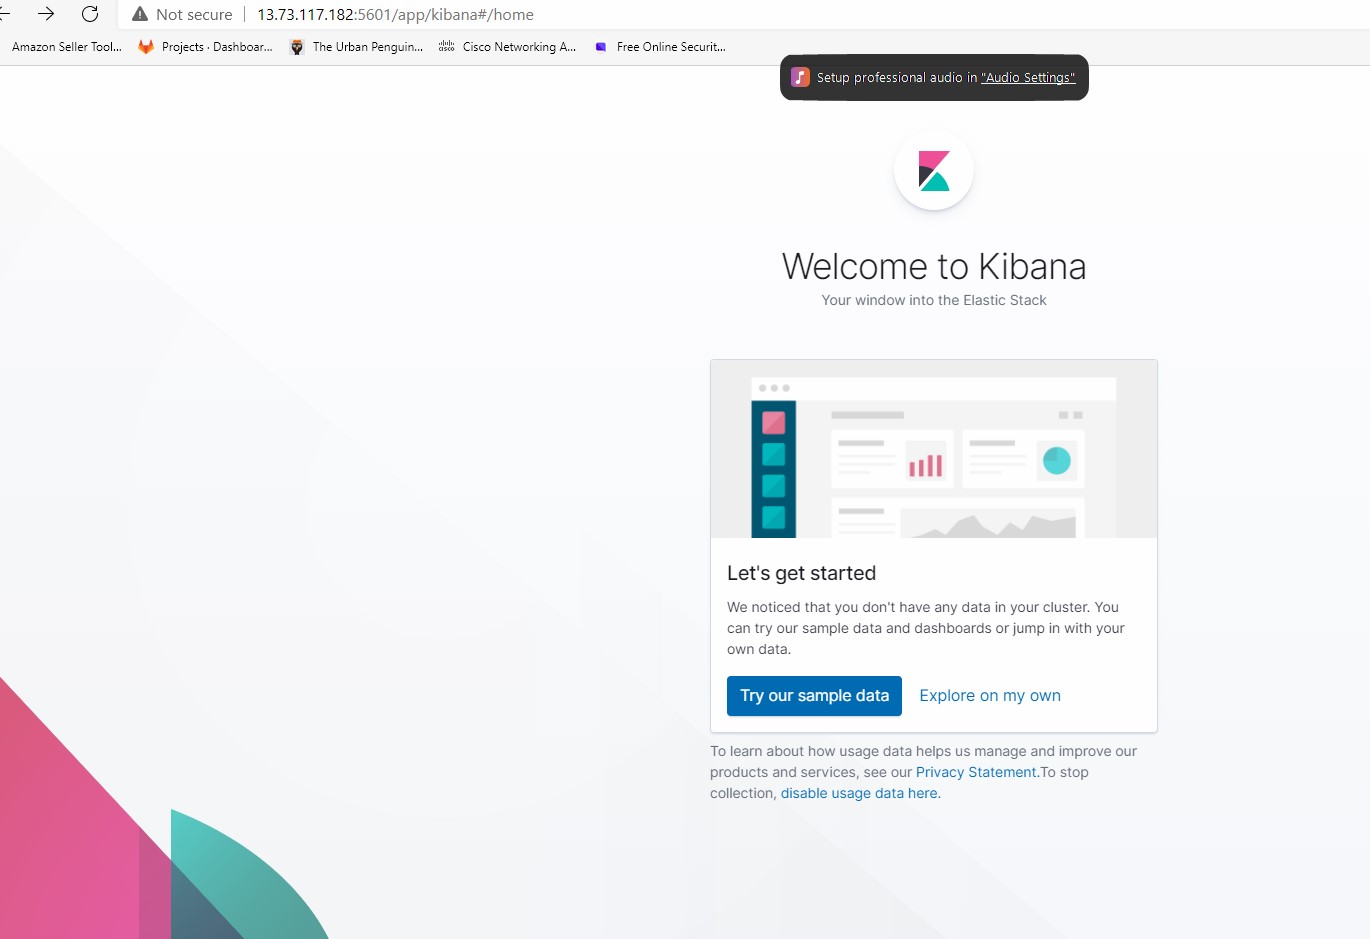 Not secure
13.73.117.182:5601/app/kibana#/home
Amazon Seller Tool...
Projects · Dashboar...
The Urban Penguin...
Cisco Networking A...
Free Online Securit...
Setup professional audio in "Audio Settings"
Welcome to Kibana
Your window into the Elastic Stack
Let's get started
We noticed that you don't have any data in your cluster. You
can try our sample data and dashboards or jump in with your
own data.
Try our sample data
Explore on my own
To learn about how usage data helps us manage and improve our
products and services, see our Privacy Statement.To stop
collection, disable usage data here.